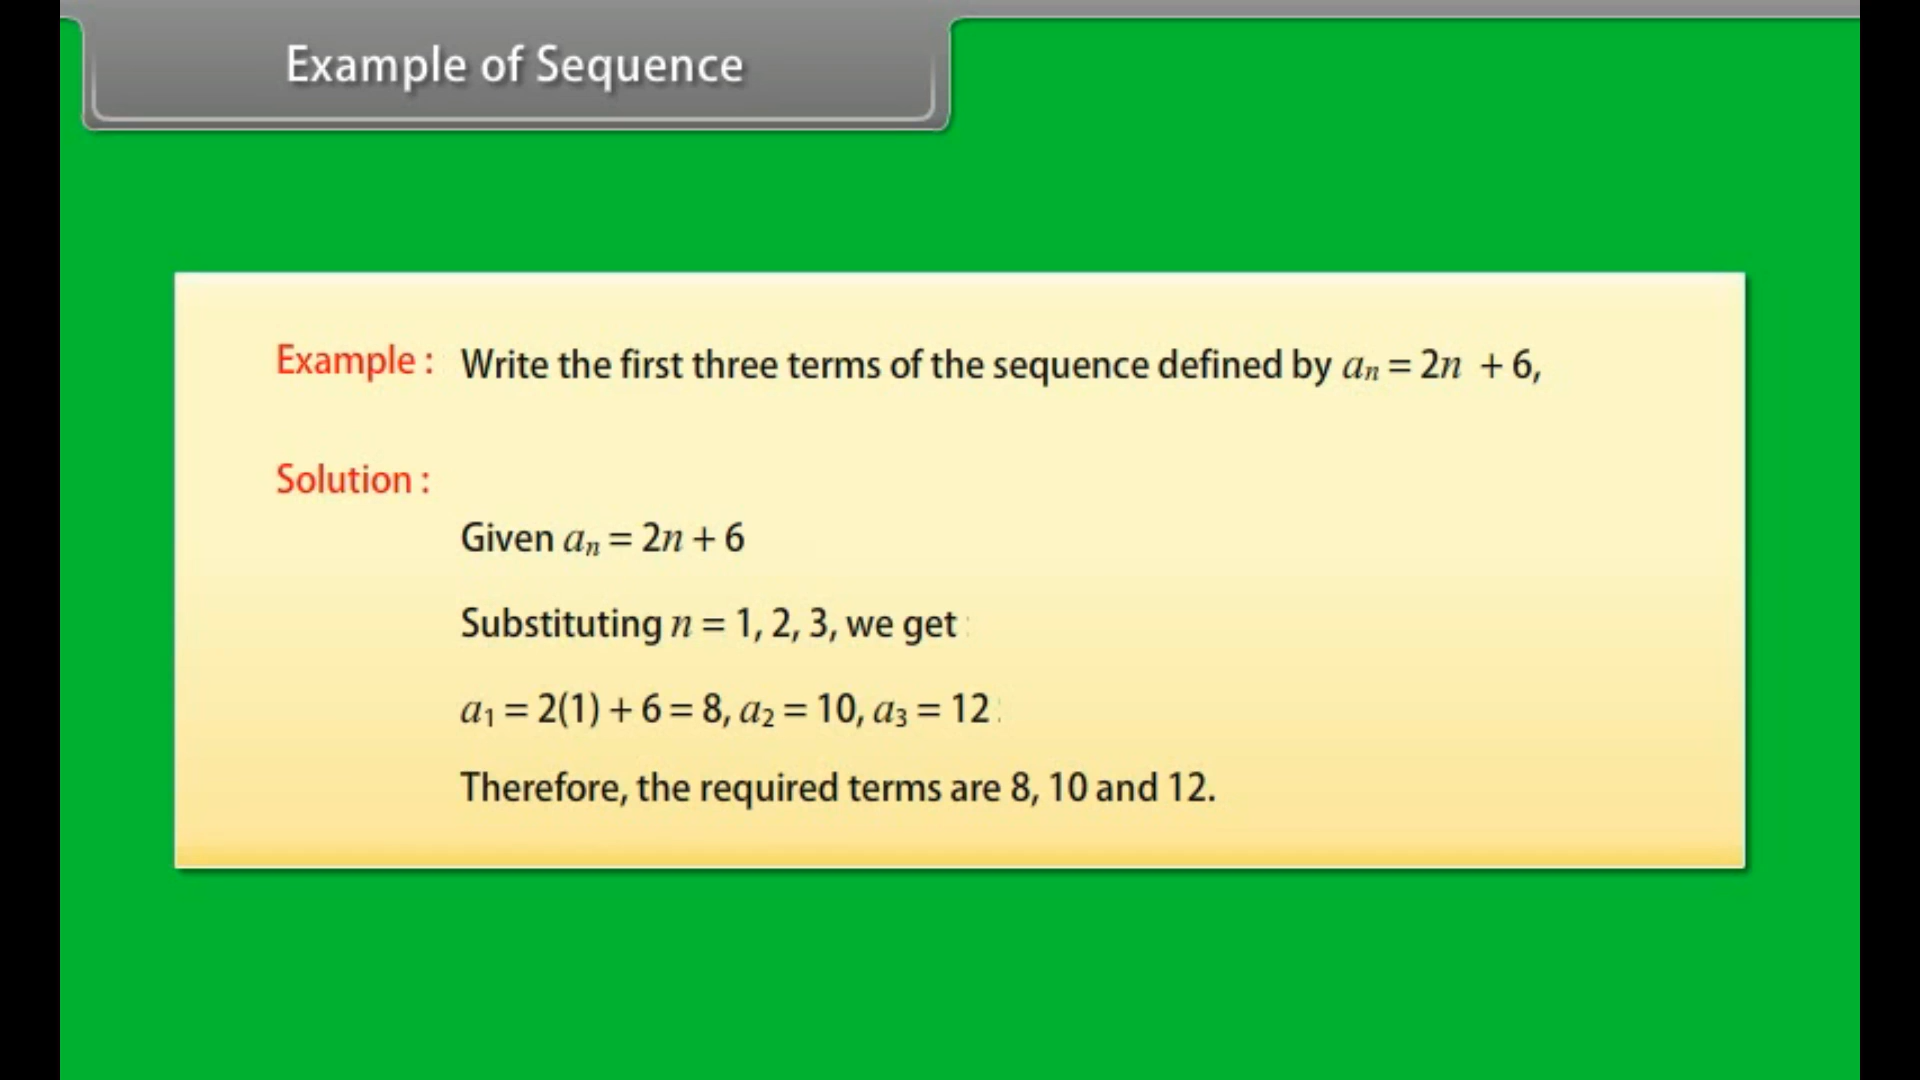 Example of Sequence
Example : Write the first three terms of the sequence defined by aₙ = 2n + 6,
Solution :
Given aₙ = 2n + 6
Substituting n = 1, 2, 3, we get
a₁ = 2(1) + 6 = 8, a₂ = 10, a₃ = 12
Therefore, the required terms are 8, 10 and 12.